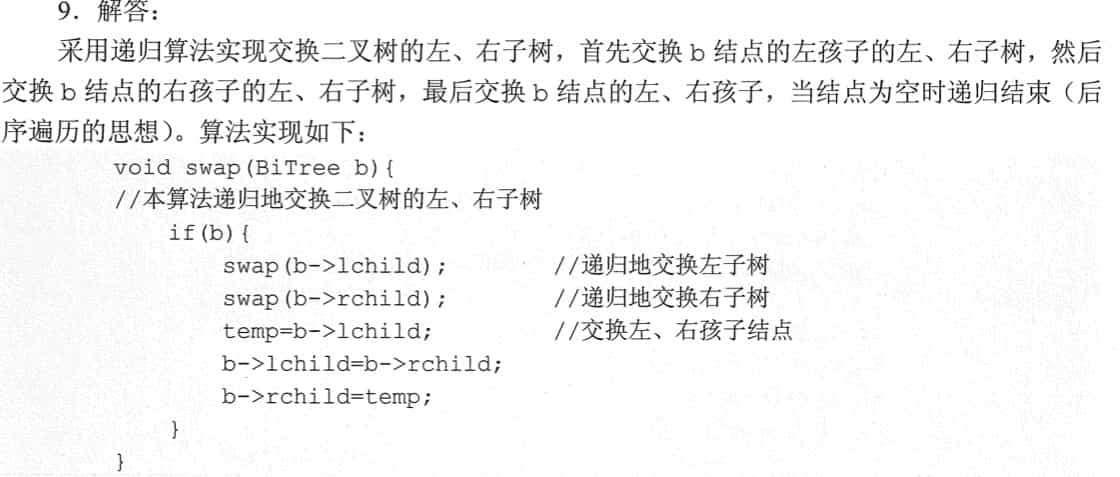 9．解答：
采用递归算法实现交换二叉树的左、右子树，首先交换 b 结点的左孩子的左、右子树，然后
交换 b 结点的右孩子的左、右子树，最后交换 b 结点的左、右孩子，当结点为空时递归结束（后
序遍历的思想）。算法实现如下：
void swap(BiTree b){
//本算法递归地交换二叉树的左、右子树
if(b){
swap(b->lchild); //递归地交换左子树
swap(b->rchild); //递归地交换右子树
temp=b->lchild; //交换左、右孩子结点
b->lchild=b->rchild;
b->rchild=temp;
}
}